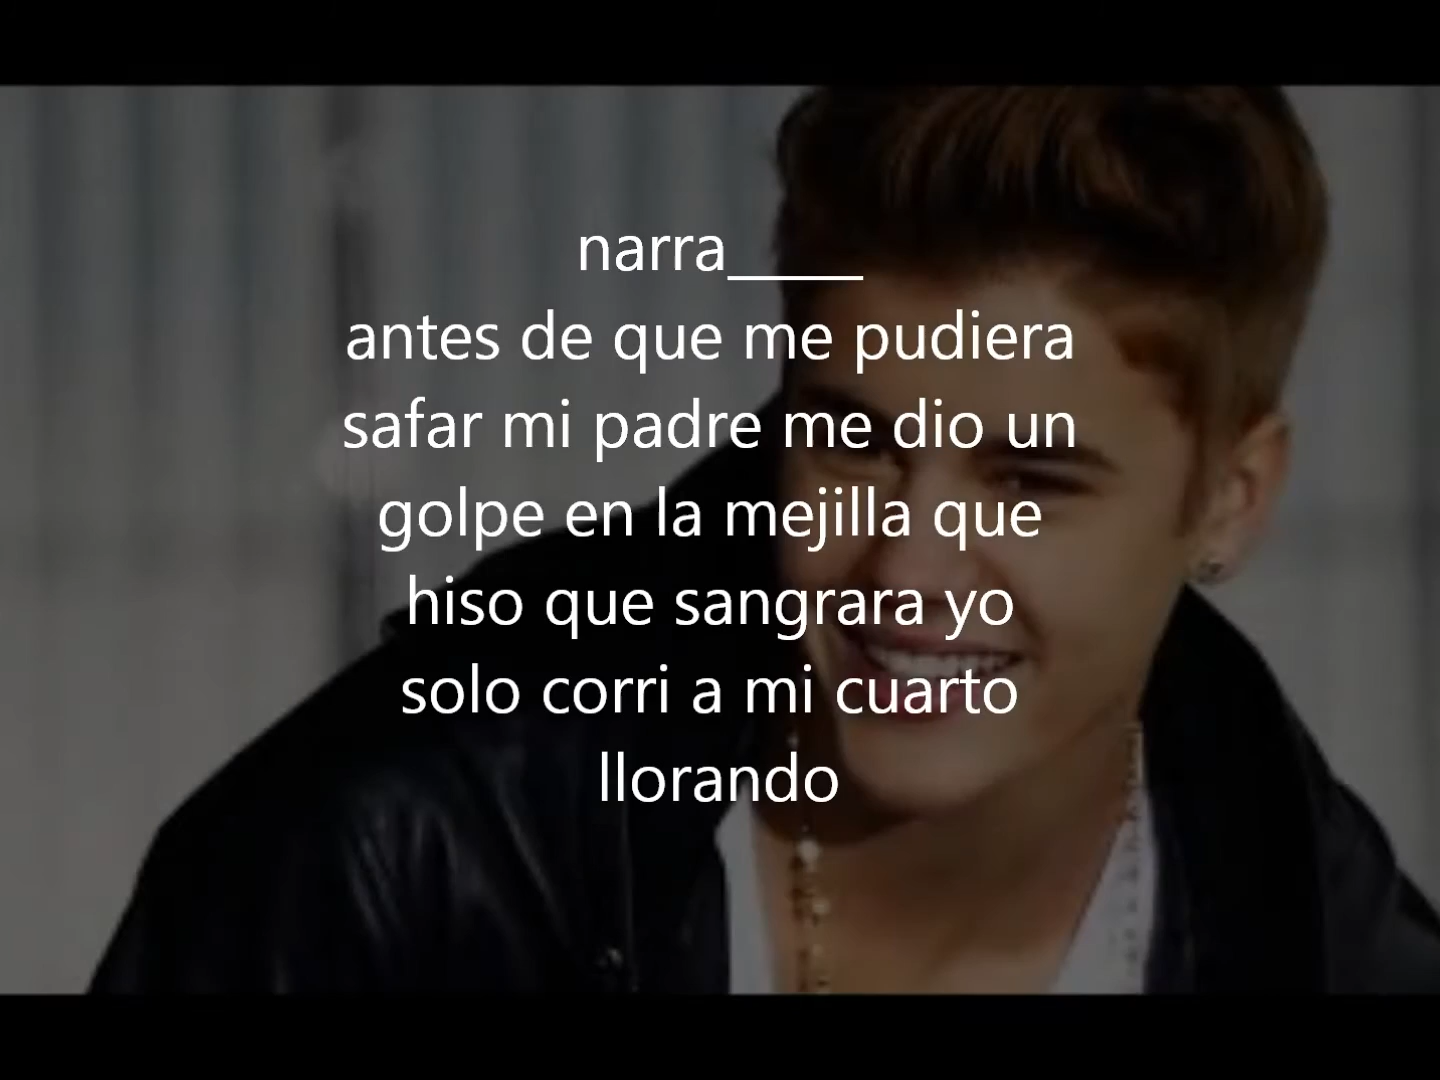 narra_____
antes de que me pudiera
safar mi padre me dio un
golpe en la mejilla que
hiso que sangrara yo
solo corri a mi cuarto
llorando